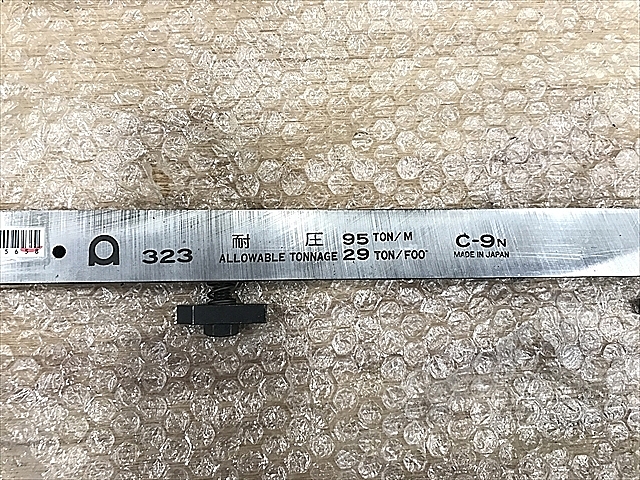 323 耐圧 95 TON/M C-9N
ALLOWABLE TONNAGE 29 TON/FOO MADE IN JAPAN